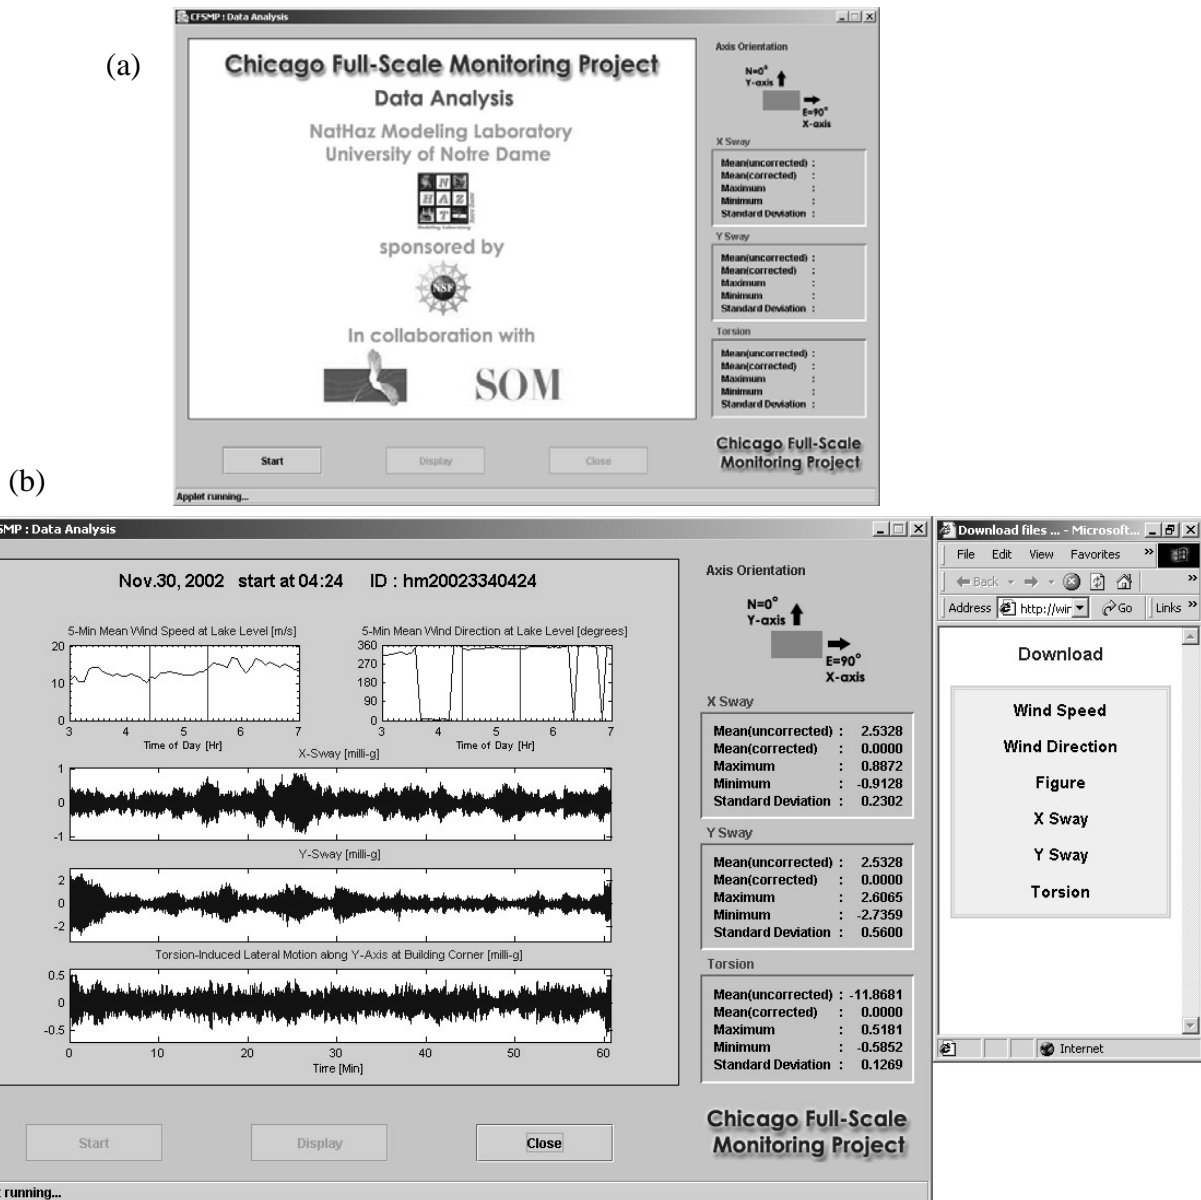 (a)
CFSMP : Data Analysis
Chicago Full-Scale Monitoring Project
Data Analysis
NatHaz Modeling Laboratory
University of Notre Dame
N
H A Z
T
Modeling Laboratory
Notre Dame
sponsored by
NSF
In collaboration with
SOM
Axis Orientation
N=0°
Y-axis
E=90°
X-axis
X Sway
Mean(uncorrected) :
Mean(corrected) :
Maximum :
Minimum :
Standard Deviation :
Y Sway
Mean(uncorrected) :
Mean(corrected) :
Maximum :
Minimum :
Standard Deviation :
Torsion
Mean(uncorrected) :
Mean(corrected) :
Maximum :
Minimum :
Standard Deviation :
Start Display Close
Chicago Full-Scale
Monitoring Project
Applet running...
(b)
SMP : Data Analysis
Nov.30, 2002 start at 04:24 ID : hm20023340424
5-Min Mean Wind Speed at Lake Level [m/s]
20
10
0
3 4 5 6 7
Time of Day [Hr]
5-Min Mean Wind Direction at Lake Level [degrees]
360
270
180
90
0
3 4 5 6 7
Time of Day [Hr]
X-Sway [milli-g]
1
0
-1
Y-Sway [milli-g]
2
0
-2
Torsion-Induced Lateral Motion along Y-Axis at Building Corner [milli-g]
0.5
0
-0.5
0 10 20 30 40 50 60
Time [Min]
Axis Orientation
N=0°
Y-axis
E=90°
X-axis
X Sway
Mean(uncorrected) : 2.5328
Mean(corrected) : 0.0000
Maximum : 0.8872
Minimum : -0.9128
Standard Deviation : 0.2302
Y Sway
Mean(uncorrected) : 2.5328
Mean(corrected) : 0.0000
Maximum : 2.6065
Minimum : -2.7359
Standard Deviation : 0.5600
Torsion
Mean(uncorrected) : -11.8681
Mean(corrected) : 0.0000
Maximum : 0.5181
Minimum : -0.5852
Standard Deviation : 0.1269
Start Display Close
Chicago Full-Scale
Monitoring Project
t running...
Download files ... - Microsoft...
File Edit View Favorites »
Back »
Address http://wir Go Links »
Download
Wind Speed
Wind Direction
Figure
X Sway
Y Sway
Torsion
Internet